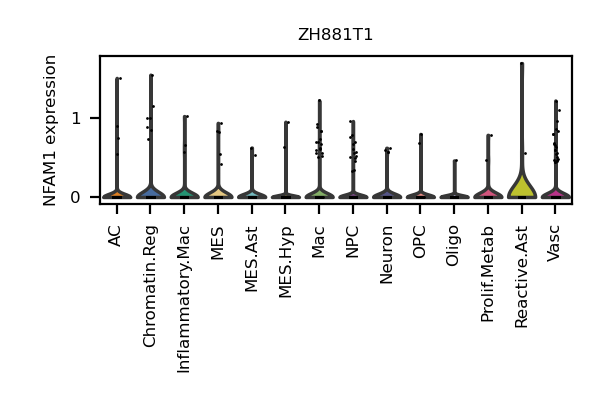 ZH881T1
NFAM1 expression
1
0
AC
Chromatin.Reg
Inflammatory.Mac
MES
MES.Ast
MES.Hyp
Mac
NPC
Neuron
OPC
Oligo
Prolif.Metab
Reactive.Ast
Vasc